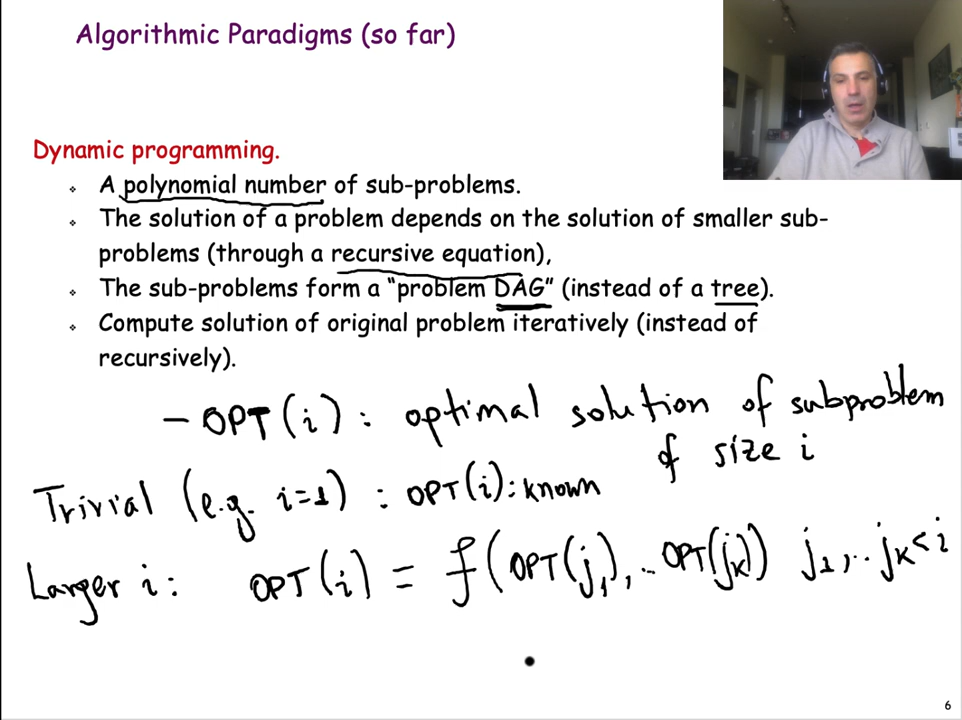 Algorithmic Paradigms (so far)
Dynamic programming.
A polynomial number of sub-problems.
The solution of a problem depends on the solution of smaller sub-
problems (through a recursive equation),
The sub-problems form a “problem DAG” (instead of a tree).
Compute solution of original problem iteratively (instead of
recursively).
- OPT(i) : optimal solution of subproblem
of size i
Trivial (e.g. i=1) : OPT(i) : known
Larger i : OPT(i) = f(OPT(j₁), .. OPT(jₖ)) j₁, .. jₖ < i
6